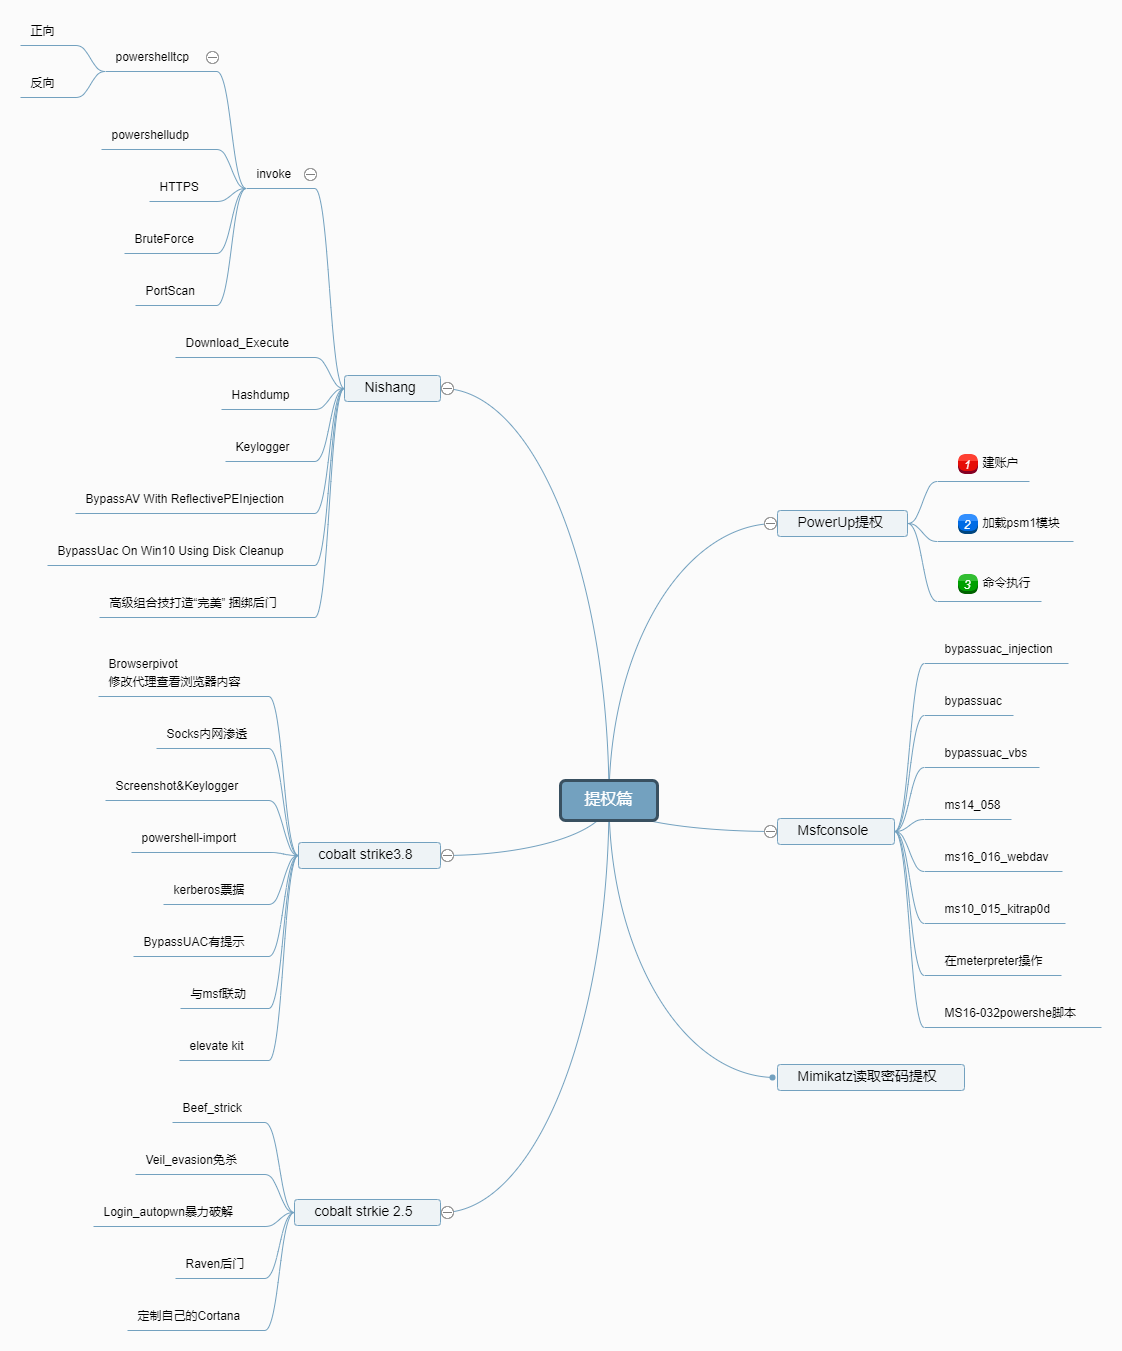 正向
powershelltcp
反向
powershelludp
invoke
HTTPS
BruteForce
PortScan
Download_Execute
Nishang
Hashdump
Keylogger
BypassAV With ReflectivePEInjection
BypassUac On Win10 Using Disk Cleanup
高级组合技打造“完美” 捆绑后门
Browserpivot
修改代理查看浏览器内容
Socks内网渗透
Screenshot&Keylogger
powershell-import
cobalt strike3.8
kerberos票据
BypassUAC有提示
与msf联动
elevate kit
Beef_strick
Veil_evasion免杀
Login_autopwn暴力破解
cobalt strkie 2.5
Raven后门
定制自己的Cortana
提权篇
1 建账户
PowerUp提权
2 加载psm1模块
3 命令执行
bypassuac_injection
bypassuac
bypassuac_vbs
ms14_058
Msfconsole
ms16_016_webdav
ms10_015_kitrap0d
在meterpreter操作
MS16-032powershe脚本
Mimikatz读取密码提权